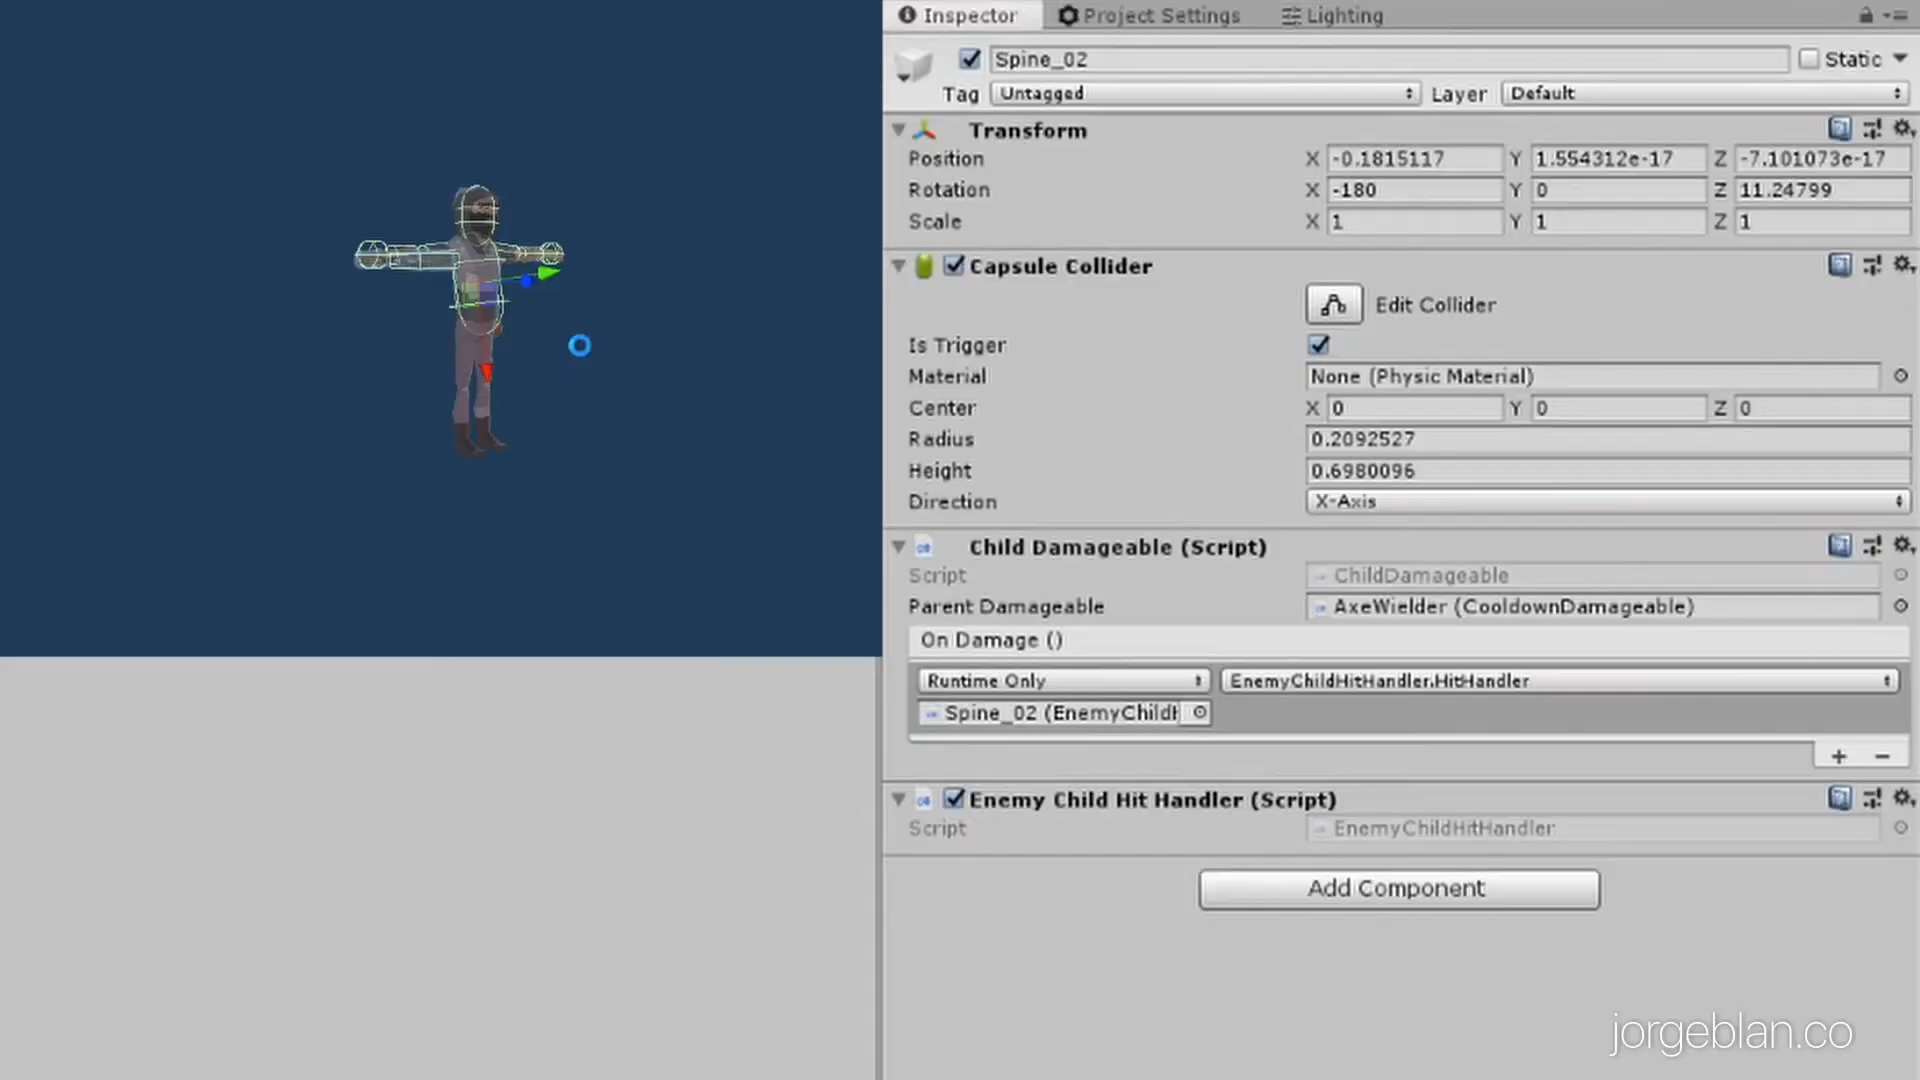 Inspector Project Settings Lighting
Spine_02 Static
Tag Untagged Layer Default
Transform
Position X -0.1815117 Y 1.554312e-17 Z -7.101073e-17
Rotation X -180 Y 0 Z 11.24799
Scale X 1 Y 1 Z 1
Capsule Collider
Edit Collider
Is Trigger
Material None (Physic Material)
Center X 0 Y 0 Z 0
Radius 0.2092527
Height 0.6980096
Direction X-Axis
Child Damageable (Script)
Script ChildDamageable
Parent Damageable AxeWielder (CooldownDamageable)
On Damage ()
Runtime Only EnemyChildHitHandler.HitHandler
Spine_02 (EnemyChildH
+ −
Enemy Child Hit Handler (Script)
Script EnemyChildHitHandler
Add Component
jorgeblan.co